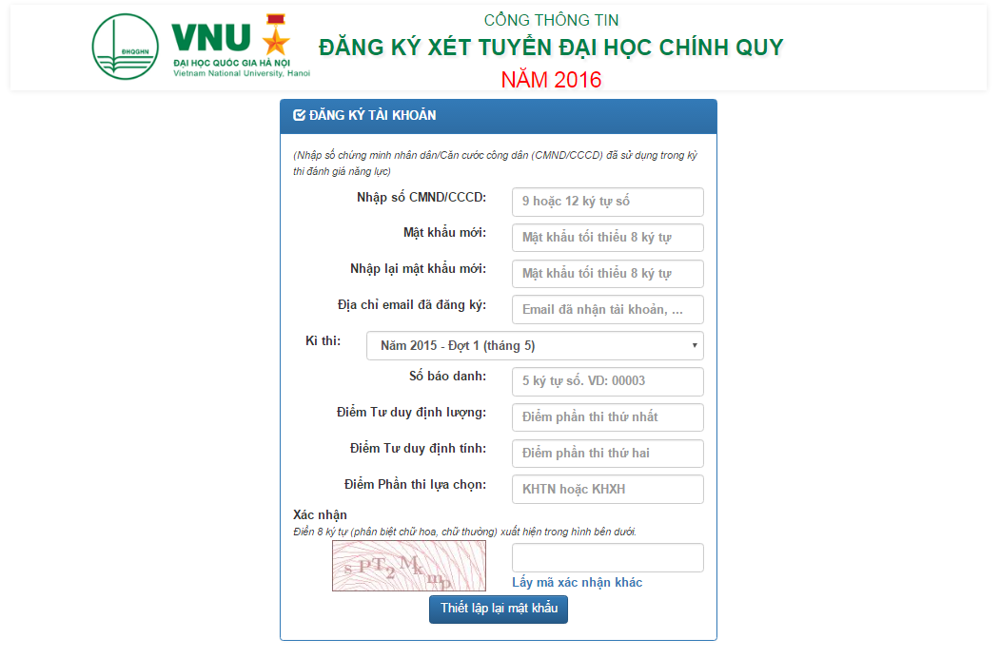 CỔNG THÔNG TIN
ĐĂNG KÝ XÉT TUYỂN ĐẠI HỌC CHÍNH QUY
NĂM 2016
ĐHQGHN
VNU
ĐẠI HỌC QUỐC GIA HÀ NỘI
Vietnam National University, Hanoi
ĐĂNG KÝ TÀI KHOẢN
(Nhập số chứng minh nhân dân/Căn cước công dân (CMND/CCCD) đã sử dụng trong kỳ
thi đánh giá năng lực)
Nhập số CMND/CCCD: 9 hoặc 12 ký tự số
Mật khẩu mới: Mật khẩu tối thiểu 8 ký tự
Nhập lại mật khẩu mới: Mật khẩu tối thiểu 8 ký tự
Địa chỉ email đã đăng ký: Email đã nhận tài khoản, ...
Kì thi: Năm 2015 - Đợt 1 (tháng 5)
Số báo danh: 5 ký tự số. VD: 00003
Điểm Tư duy định lượng: Điểm phần thi thứ nhất
Điểm Tư duy định tính: Điểm phần thi thứ hai
Điểm Phần thi lựa chọn: KHTN hoặc KHXH
Xác nhận
Điền 8 ký tự (phân biệt chữ hoa, chữ thường) xuất hiện trong hình bên dưới.
sPT2Mkmp
Lấy mã xác nhận khác
Thiết lập lại mật khẩu